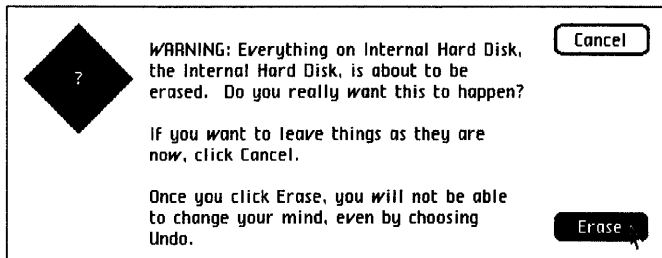 ?
WARNING: Everything on Internal Hard Disk,
the Internal Hard Disk, is about to be
erased. Do you really want this to happen?
If you want to leave things as they are
now, click Cancel.
Once you click Erase, you will not be able
to change your mind, even by choosing
Undo.
Cancel
Erase